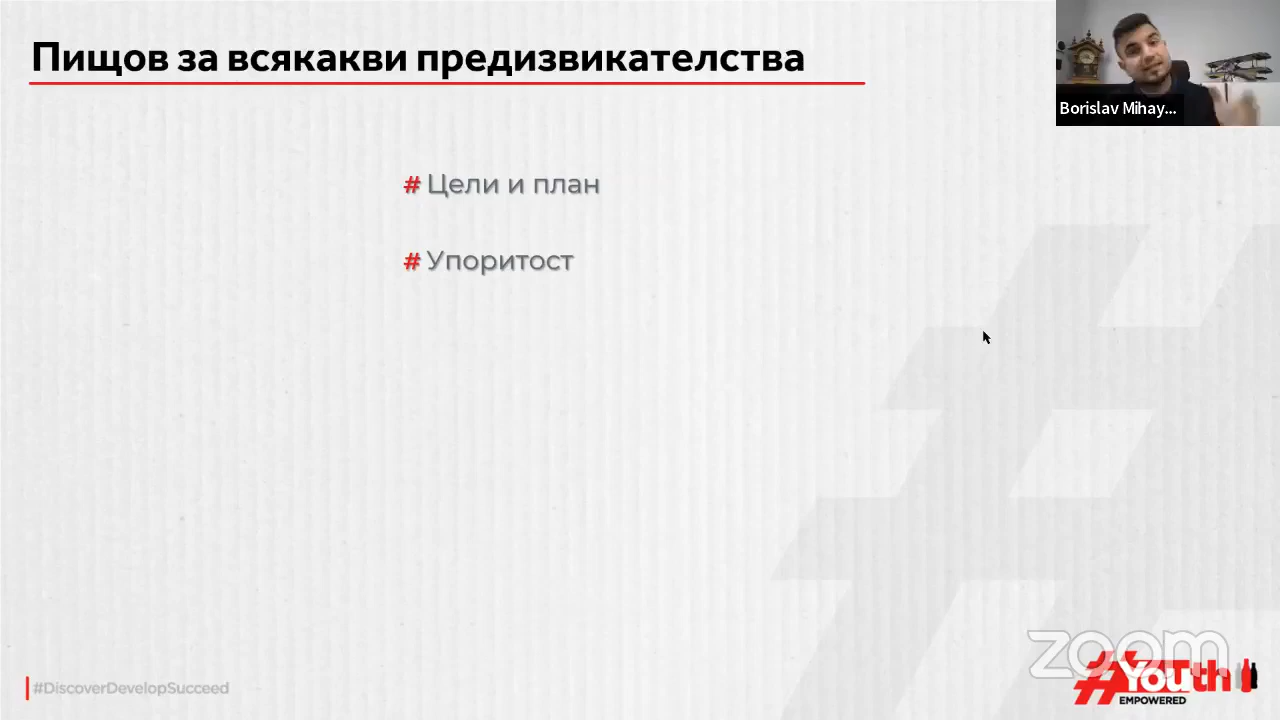 Пищов за всякакви предизвикателства
Borislav Mihay...
# Цели и план
# Упоритост
zoom
#DiscoverDevelopSucceed
#YouTh
EMPOWERED